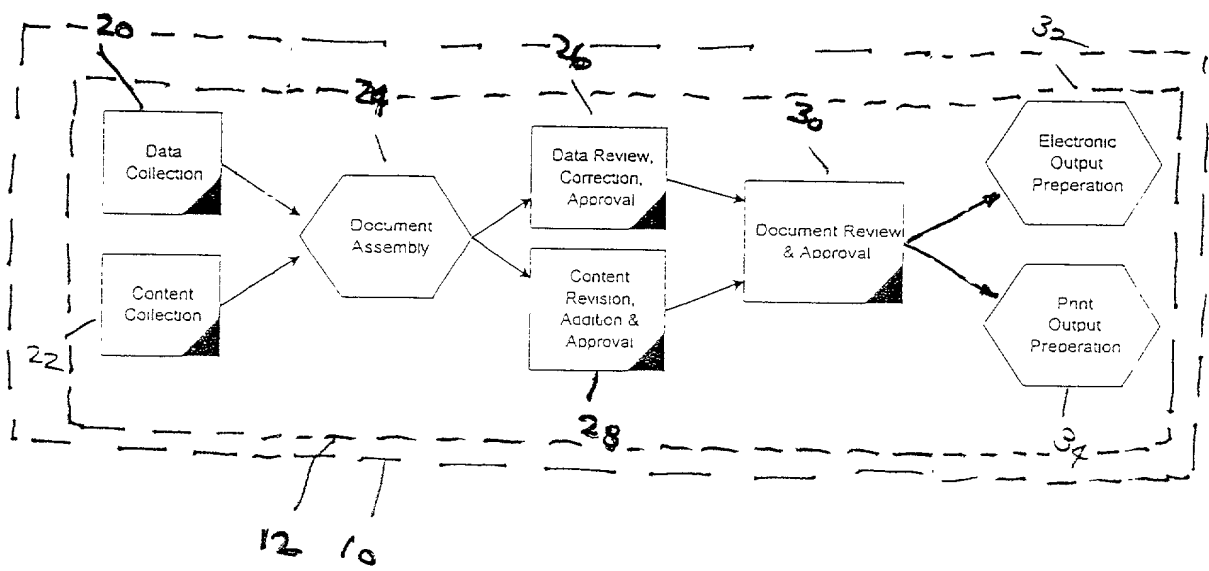 20
26
32
24
30
Data
Collection
Document
Assembly
Data Review,
Correction,
Approval
Document Review
& Approval
Electronic
Output
Preperation
Content
Collection
Content
Revision,
Addition &
Approval
Print
Output
Preperation
22
28
34
12
10